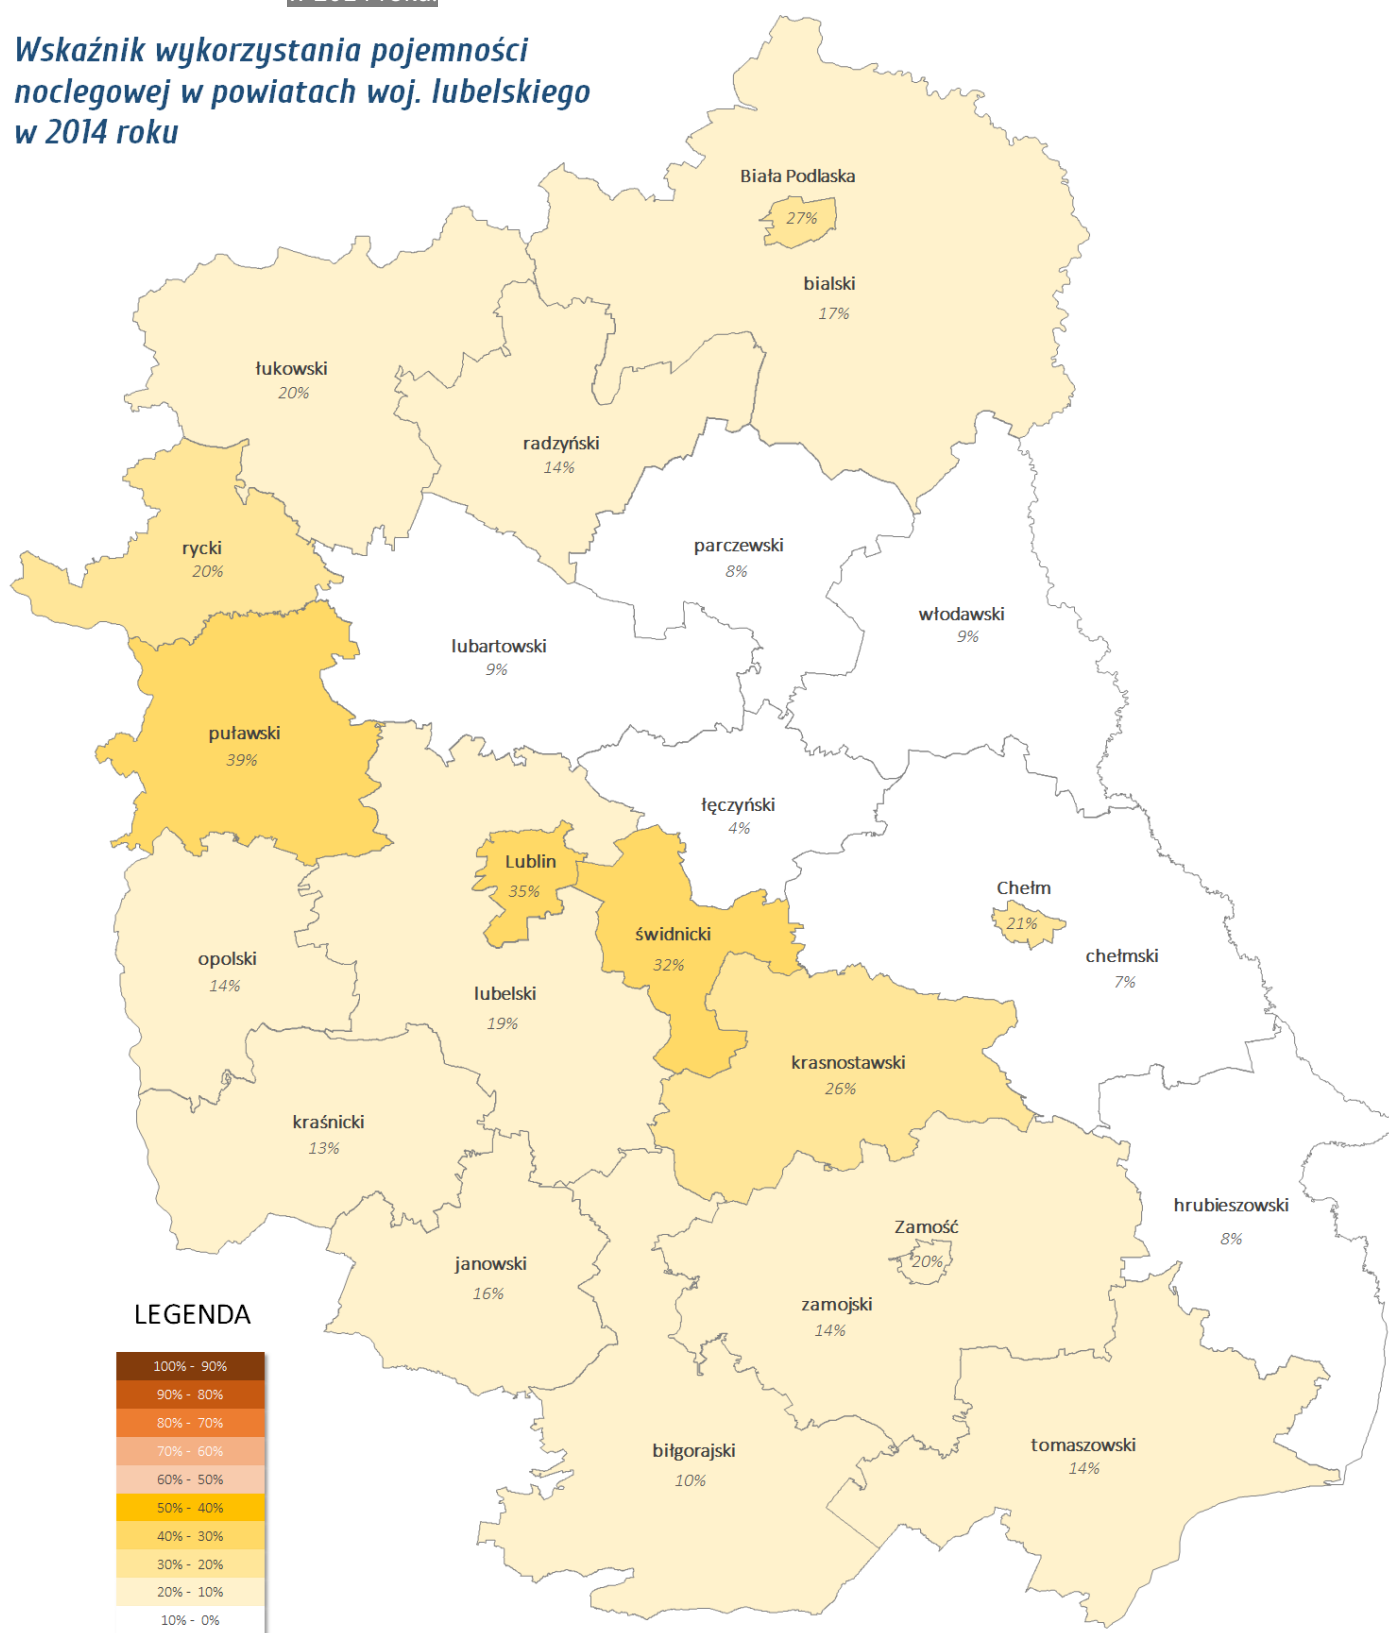 w 2014 roku.
Wskaźnik wykorzystania pojemności
noclegowej w powiatach woj. lubelskiego
w 2014 roku
Biała Podlaska
27%
bialski
17%
łukowski
20%
radzyński
14%
rycki
20%
parczewski
8%
włodawski
9%
lubartowski
9%
puławski
39%
łęczyński
4%
Lublin
35%
Chełm
21%
świdnicki
32%
chełmski
7%
opolski
14%
lubelski
19%
krasnostawski
26%
kraśnicki
13%
hrubieszowski
8%
Zamość
20%
janowski
16%
zamojski
14%
biłgorajski
10%
tomaszowski
14%
LEGENDA
100% - 90%
90% - 80%
80% - 70%
70% - 60%
60% - 50%
50% - 40%
40% - 30%
30% - 20%
20% - 10%
10% - 0%